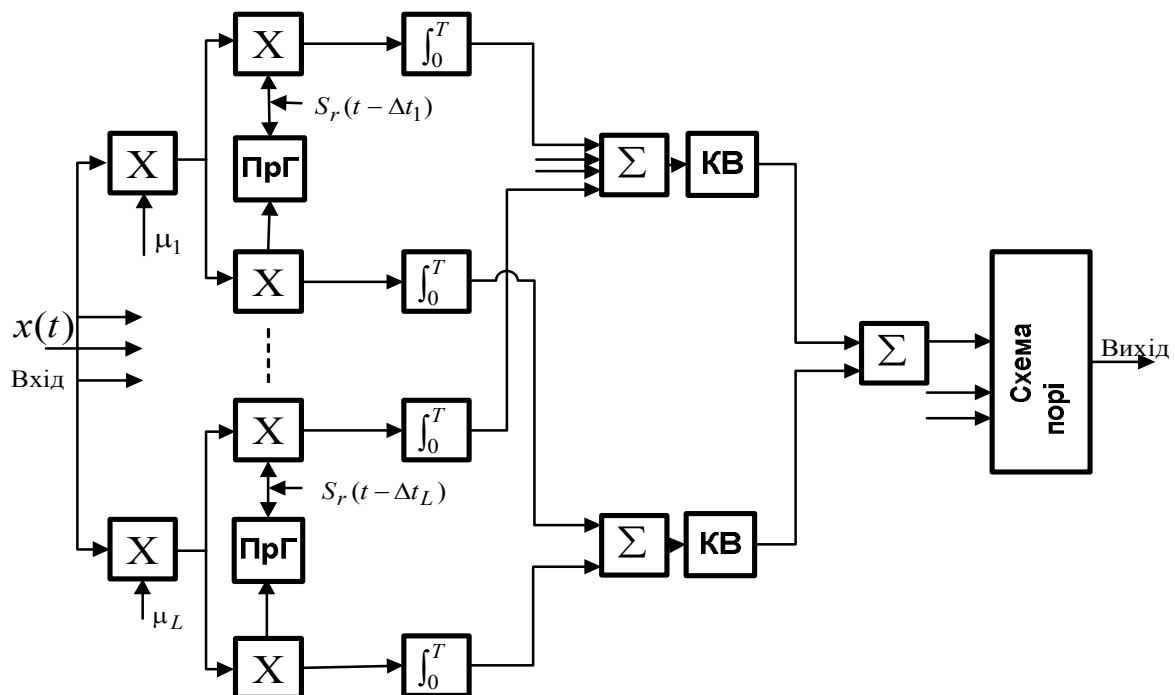 X
∫₀ᵀ
S_r(t − Δt₁)
X
ПрГ
Σ
КВ
μ₁
X
∫₀ᵀ
x(t)
Вхід
Σ
Схема
порі
Вихід
X
∫₀ᵀ
S_r(t − Δt_L)
X
ПрГ
Σ
КВ
μ_L
X
∫₀ᵀ